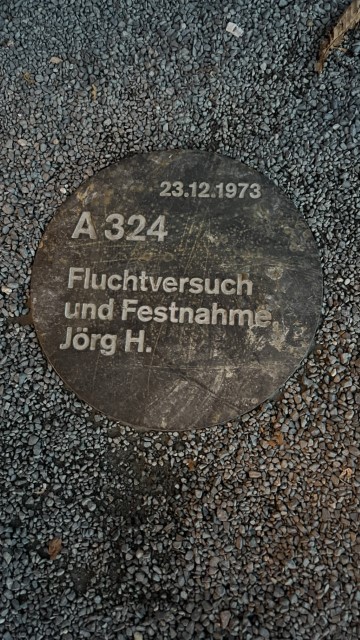 23.12.1973
A 324
Fluchtversuch
und Festnahme
Jörg H.